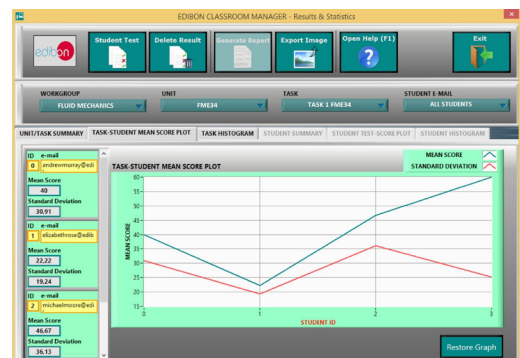 EDIBON CLASSROOM MANAGER - Results & Statistics
edibon
Student Test
Delete Result
Generate Report
Export Image
Open Help (F1)
Exit
WORKGROUP
UNIT
TASK
STUDENT E-MAIL
FLUID MECHANICS
FME34
TASK 1 FME34
ALL STUDENTS
UNIT/TASK SUMMARY
TASK-STUDENT MEAN SCORE PLOT
TASK HISTOGRAM
STUDENT SUMMARY
STUDENT TEST-SCORE PLOT
STUDENT HISTOGRAM
ID e-mail
0 andrewmurray@edi
Mean Score
40
Standard Deviation
30,91
ID e-mail
1 elizabethrose@edib
Mean Score
22,22
Standard Deviation
19,24
ID e-mail
2 michaelmoore@edi
Mean Score
46,67
Standard Deviation
36,13
TASK-STUDENT MEAN SCORE PLOT
MEAN SCORE
STANDARD DEVIATION
MEAN SCORE
60
55
50
45
40
35
30
25
20
15
0
1
2
3
STUDENT ID
Restore Graph